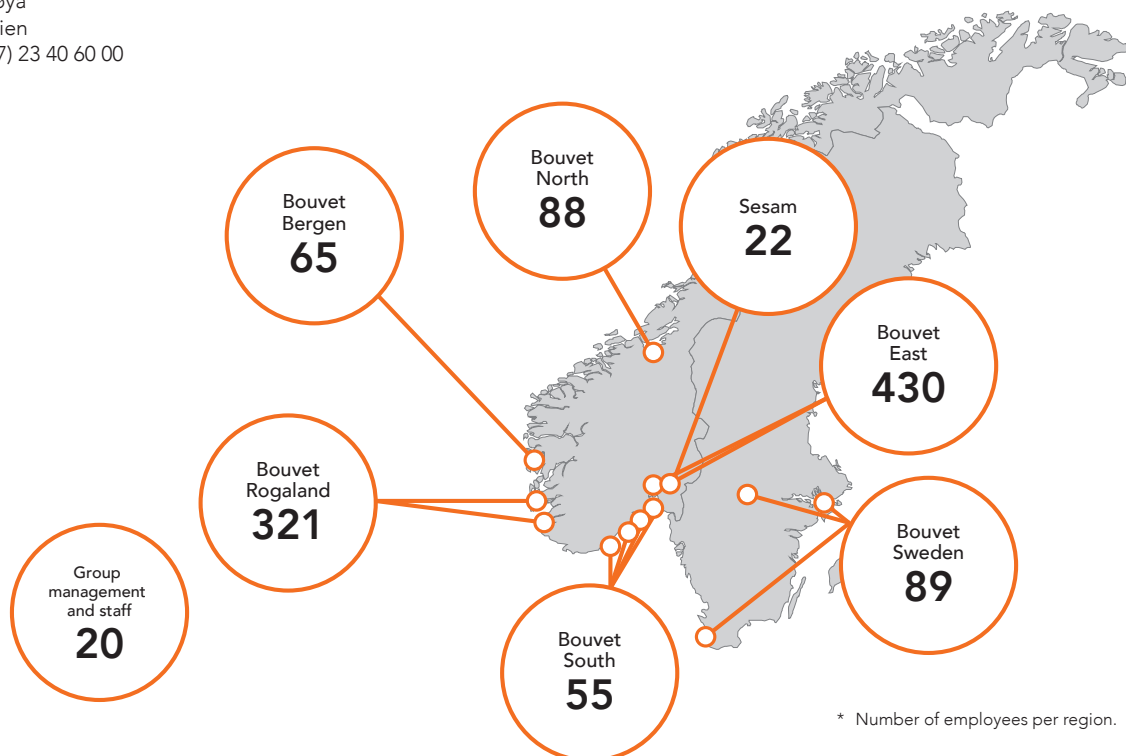 øya
ien
7) 23 40 60 00
Bouvet
North
88
Bouvet
Bergen
65
Sesam
22
Bouvet
East
430
Bouvet
Rogaland
321
Bouvet
Sweden
89
Group
management
and staff
20
Bouvet
South
55
* Number of employees per region.